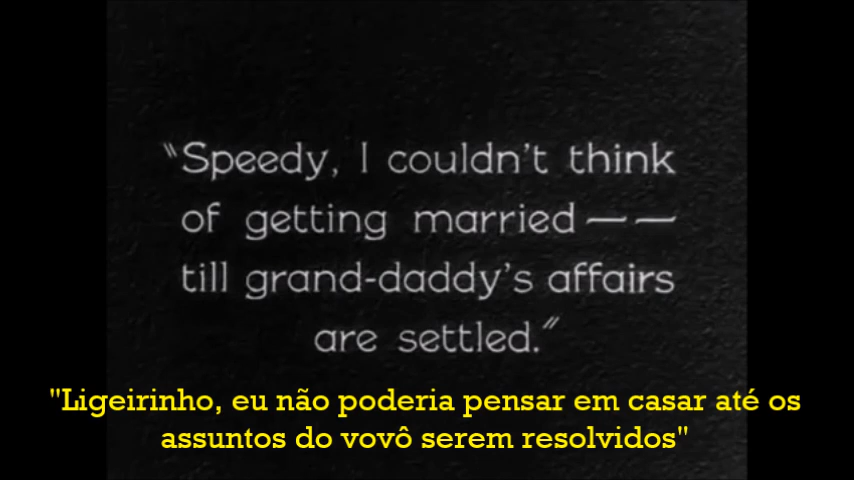 "Speedy, I couldn't think
of getting married——
till grand-daddy's affairs
are settled."
"Ligeirinho, eu não poderia pensar em casar até os
assuntos do vovô serem resolvidos"